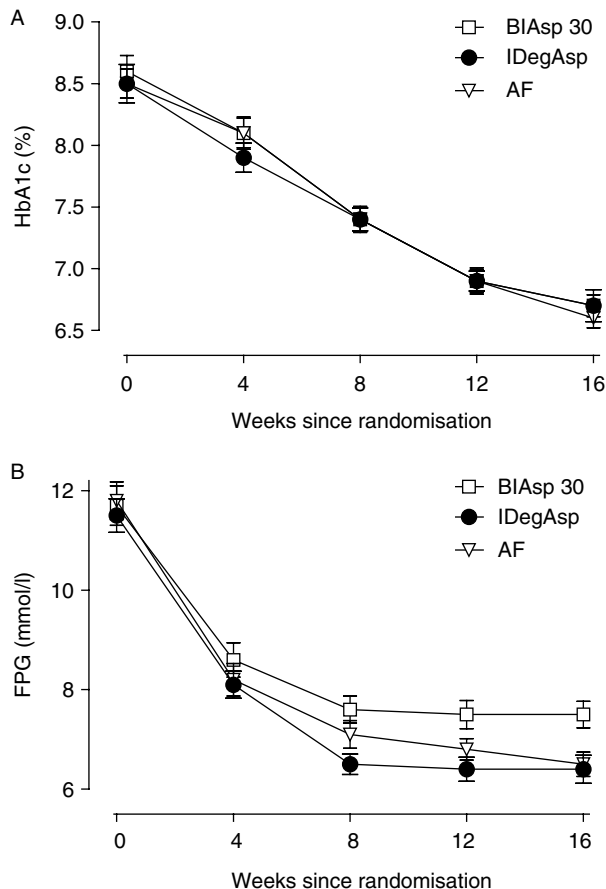 A
9.0
8.5
8.0
7.5
7.0
6.5
HbA1c (%)
BIAsp 30
IDegAsp
AF
0 4 8 12 16
Weeks since randomisation
B
12
10
8
6
FPG (mmol/l)
BIAsp 30
IDegAsp
AF
0 4 8 12 16
Weeks since randomisation